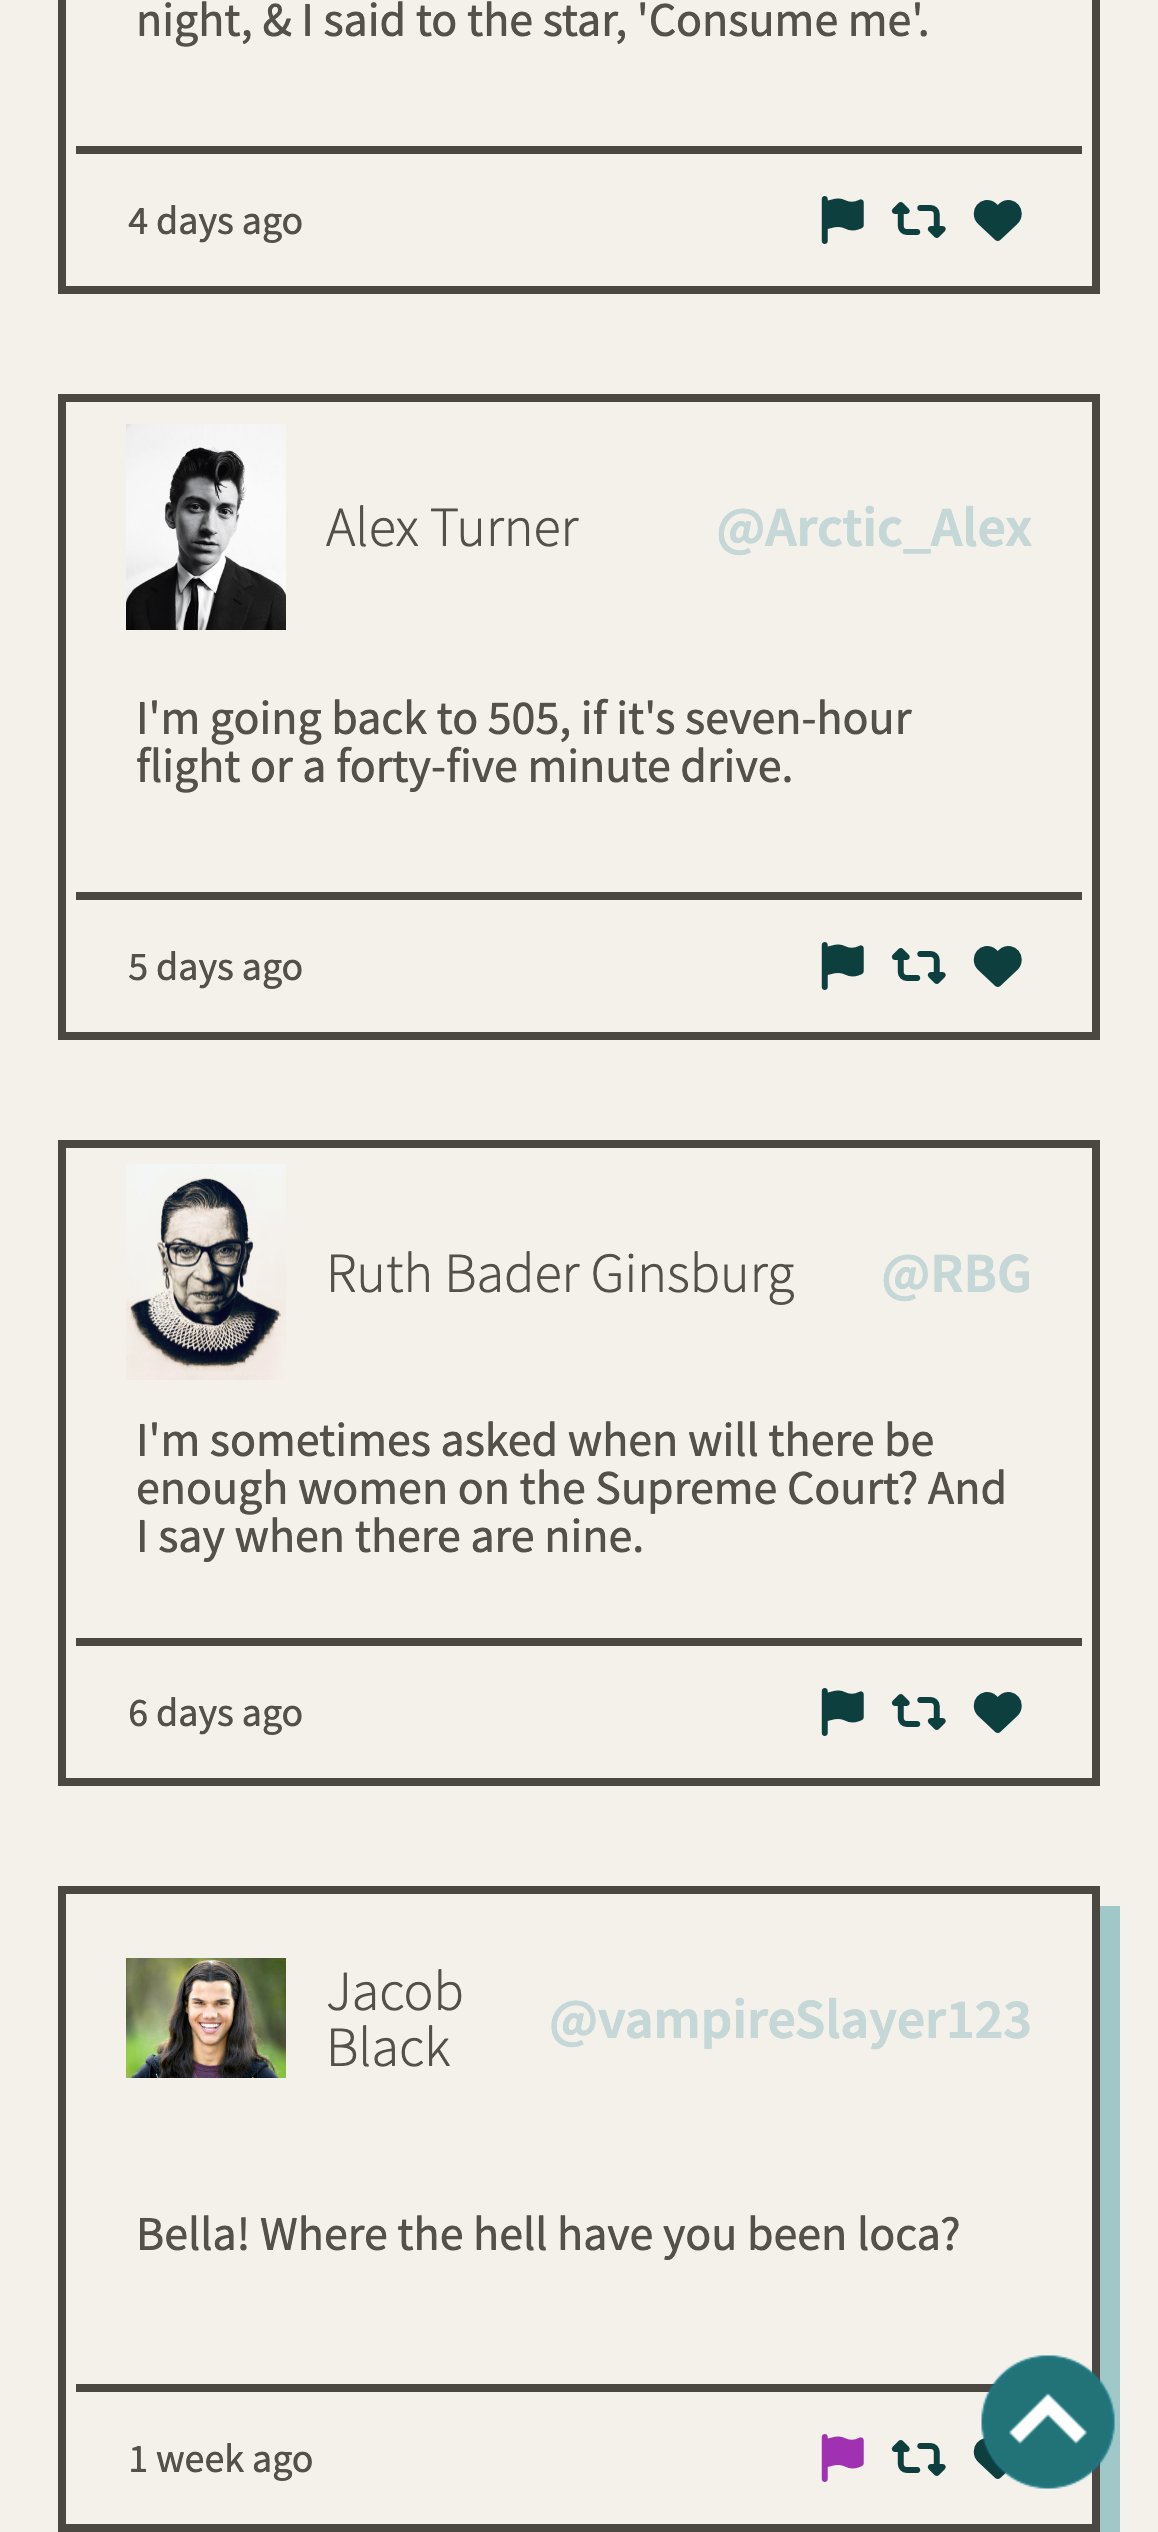 night, & I said to the star, 'Consume me'.
4 days ago
Alex Turner @Arctic_Alex
I'm going back to 505, if it's seven-hour
flight or a forty-five minute drive.
5 days ago
Ruth Bader Ginsburg @RBG
I'm sometimes asked when will there be
enough women on the Supreme Court? And
I say when there are nine.
6 days ago
Jacob
Black
@vampireSlayer123
Bella! Where the hell have you been loca?
1 week ago